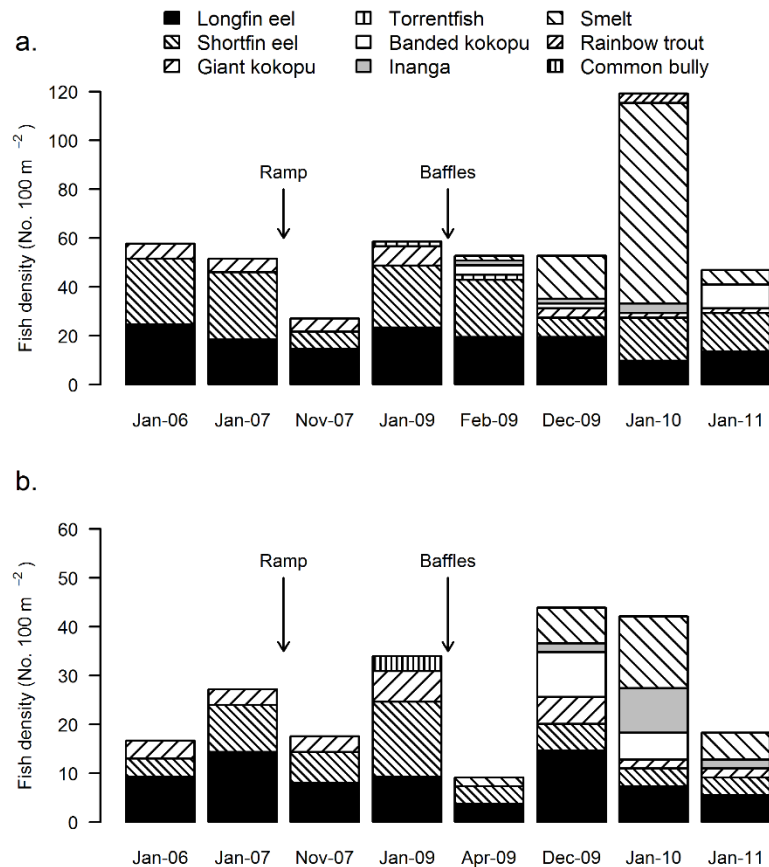 a.
Longfin eel Torrentfish Smelt
Shortfin eel Banded kokopu Rainbow trout
Giant kokopu Inanga Common bully
Fish density (No. 100 m −2)
120
100
80
60
40
20
0
Ramp Baffles
Jan-06 Jan-07 Nov-07 Jan-09 Feb-09 Dec-09 Jan-10 Jan-11
b.
Fish density (No. 100 m −2)
60
50
40
30
20
10
0
Ramp Baffles
Jan-06 Jan-07 Nov-07 Jan-09 Apr-09 Dec-09 Jan-10 Jan-11